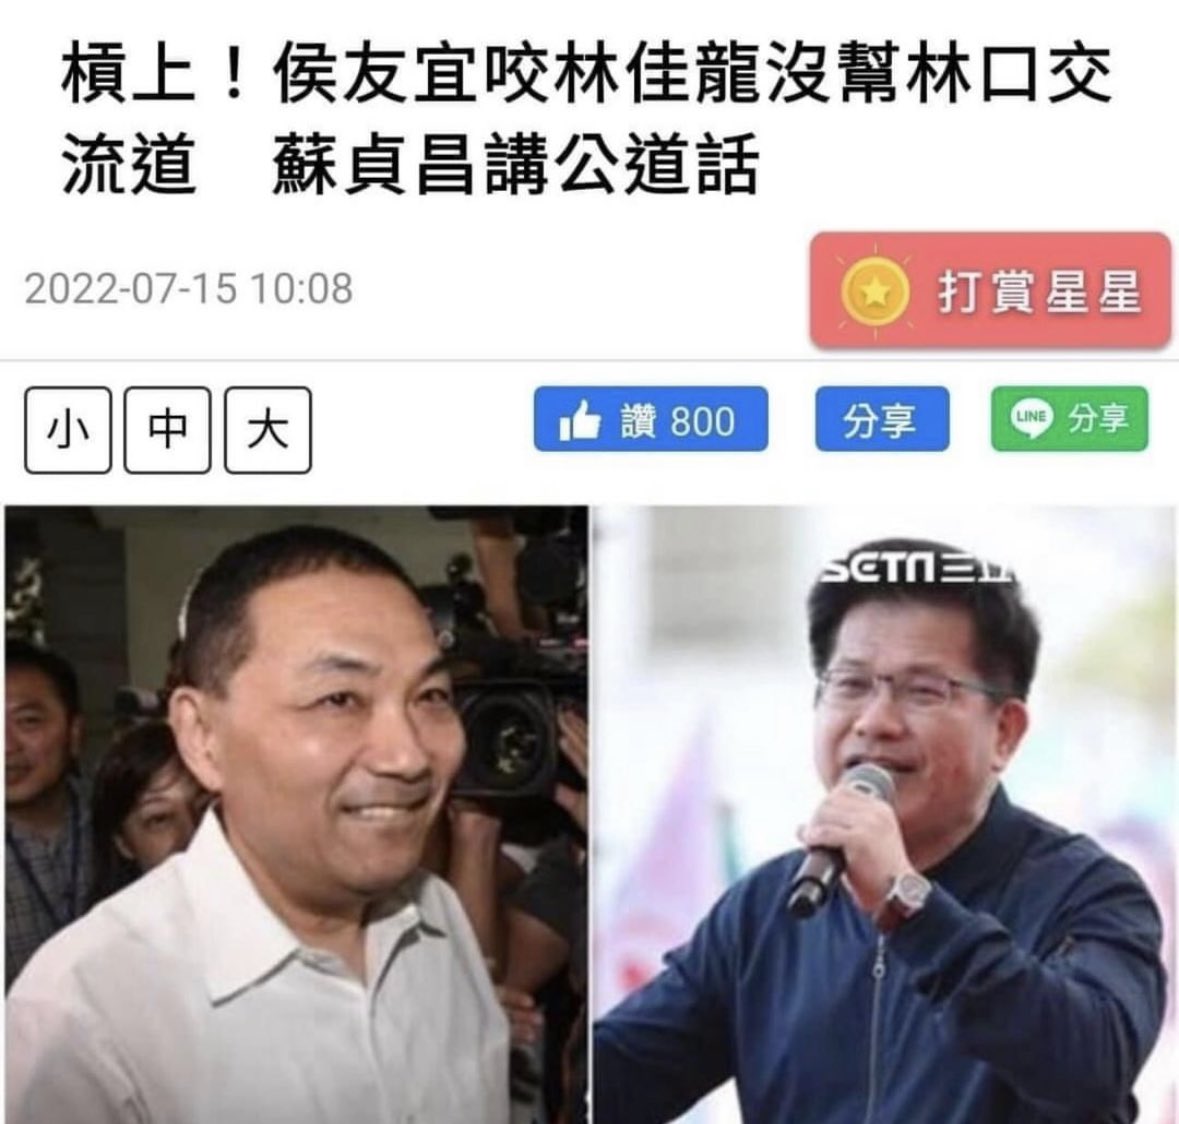 槓上！侯友宜咬林佳龍沒幫林口交
流道　蘇貞昌講公道話
2022-07-15 10:08
打賞星星
小 中 大
讚 800 分享 LINE 分享
SETN三立